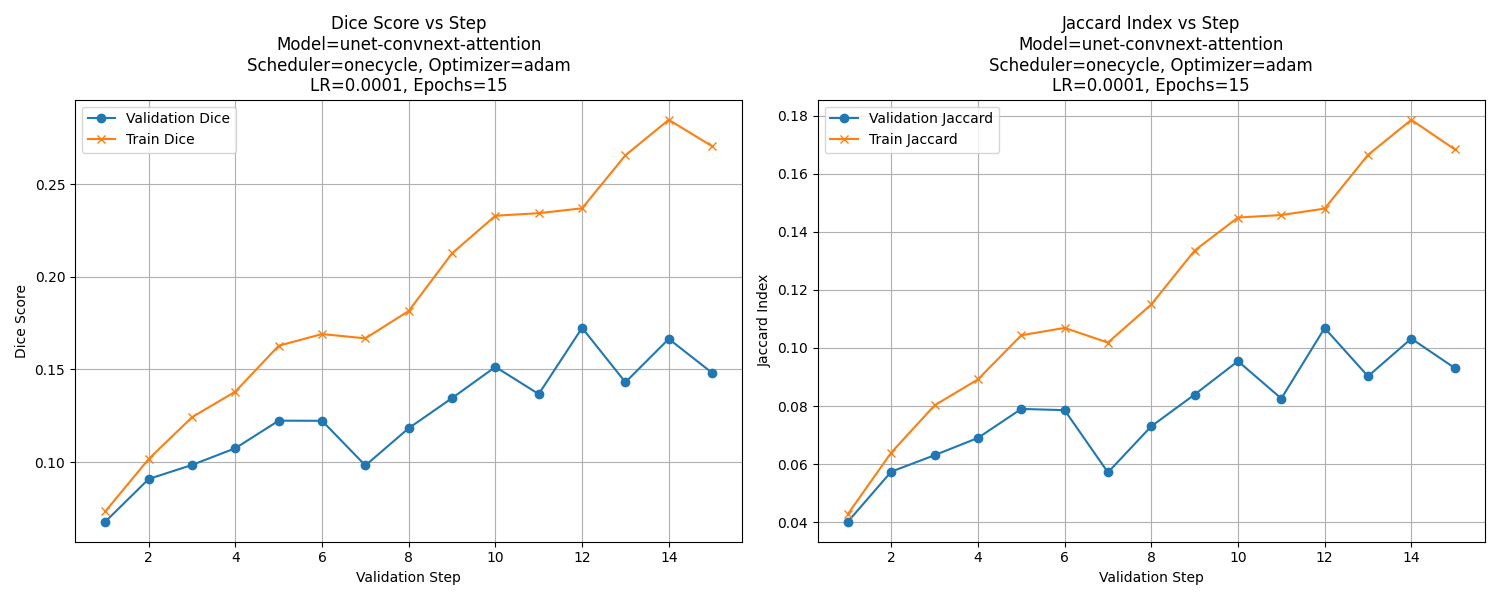 Dice Score vs Step
Model=unet-convnext-attention
Scheduler=onecycle, Optimizer=adam
LR=0.0001, Epochs=15
Validation Dice
Train Dice
0.25
0.20
0.15
0.10
Dice Score
2 4 6 8 10 12 14
Validation Step
Jaccard Index vs Step
Model=unet-convnext-attention
Scheduler=onecycle, Optimizer=adam
LR=0.0001, Epochs=15
Validation Jaccard
Train Jaccard
0.18
0.16
0.14
0.12
0.10
0.08
0.06
0.04
Jaccard Index
2 4 6 8 10 12 14
Validation Step